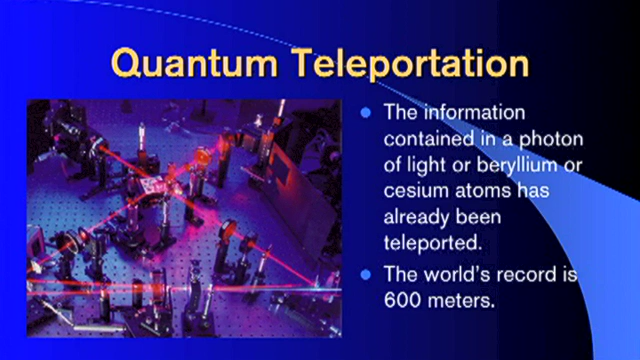 Quantum Teleportation
The information
contained in a photon
of light or beryllium or
cesium atoms has
already been
teleported.
The world's record is
600 meters.